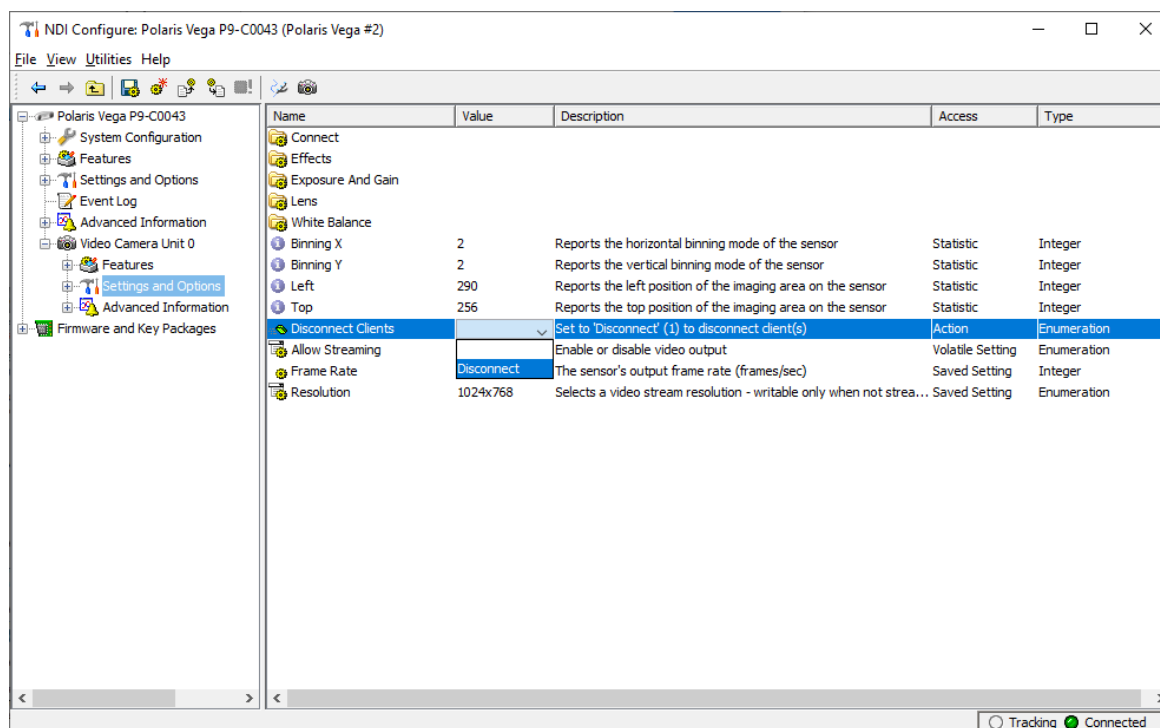 NDI Configure: Polaris Vega P9-C0043 (Polaris Vega #2)
File View Utilities Help
Polaris Vega P9-C0043
System Configuration
Features
Settings and Options
Event Log
Advanced Information
Video Camera Unit 0
Features
Settings and Options
Advanced Information
Firmware and Key Packages
Name Value Description Access Type
Connect
Effects
Exposure And Gain
Lens
White Balance
Binning X 2 Reports the horizontal binning mode of the sensor Statistic Integer
Binning Y 2 Reports the vertical binning mode of the sensor Statistic Integer
Left 290 Reports the left position of the imaging area on the sensor Statistic Integer
Top 256 Reports the top position of the imaging area on the sensor Statistic Integer
Disconnect Clients Set to 'Disconnect' (1) to disconnect client(s) Action Enumeration
Allow Streaming Enable or disable video output Volatile Setting Enumeration
Frame Rate Disconnect The sensor's output frame rate (frames/sec) Saved Setting Integer
Resolution 1024x768 Selects a video stream resolution - writable only when not strea... Saved Setting Enumeration
Tracking Connected